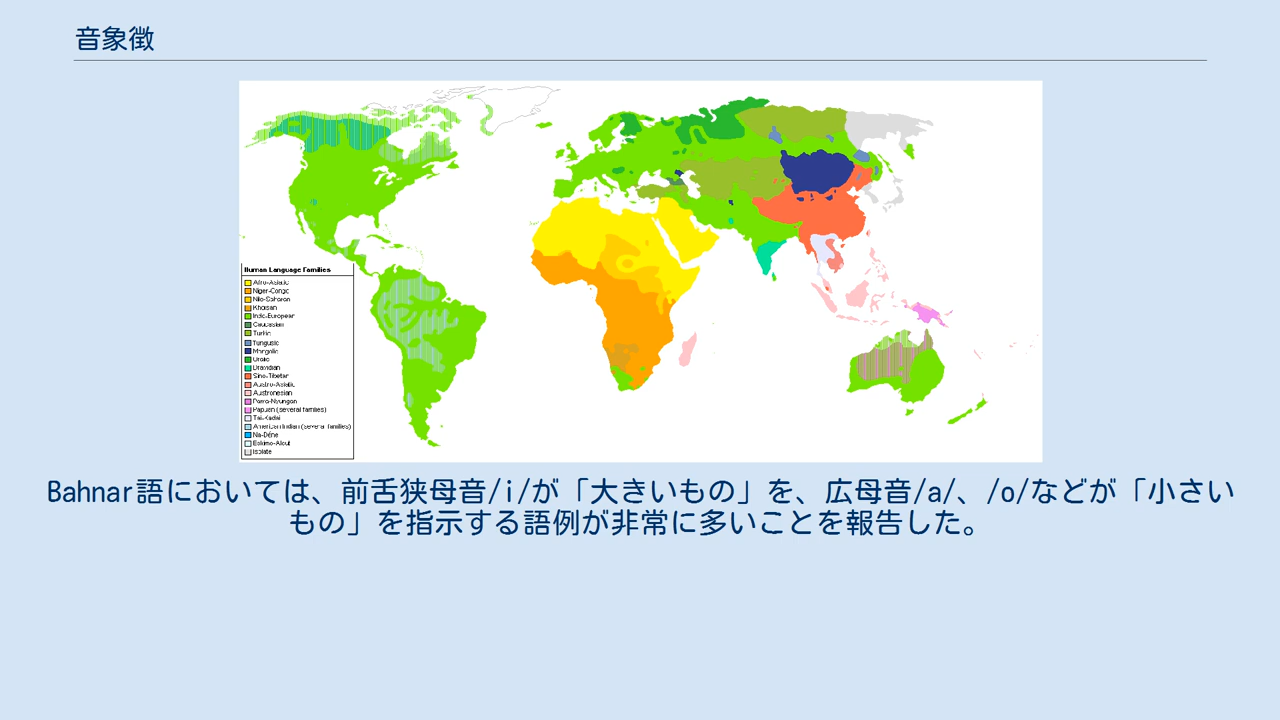 音象徴
Human Language Families
Afro-Asiatic
Niger-Congo
Nilo-Saharan
Khoisan
Indo-European
Caucasian
Turkic
Tungusic
Mongolic
Uralic
Dravidian
Sino-Tibetan
Austro-Asiatic
Austronesian
Pama-Nyungan
Papuan (several families)
Tai-Kadai
American Indian (several families)
Na-Dené
Eskimo-Aleut
Isolate
Bahnar語においては、前舌狭母音/i/が「大きいもの」を、広母音/a/、/o/などが「小さい
もの」を指示する語例が非常に多いことを報告した。